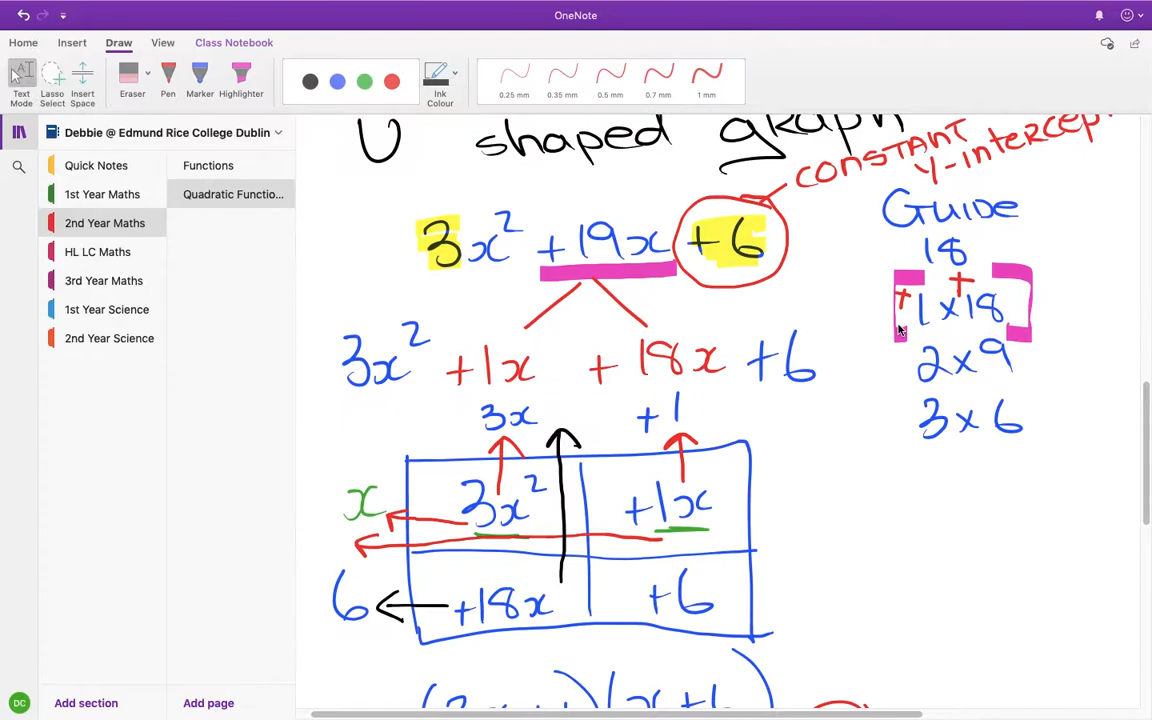 OneNote
Home Insert Draw View Class Notebook
Text Mode
Lasso Select
Insert Space
Eraser
Pen
Marker
Highlighter
Ink Colour
0.25 mm 0.35 mm 0.5 mm 0.7 mm 1 mm
Debbie @ Edmund Rice College Dublin
Quick Notes
1st Year Maths
2nd Year Maths
HL LC Maths
3rd Year Maths
1st Year Science
2nd Year Science
Functions
Quadratic Functio...
U shaped graph
CONSTANT
Y-intercep
3x² +19x +6
3x² +1x +18x +6
3x +1
x 3x² +1x
6 +18x +6
Guide
18
+ +
1 x 18
2 x 9
3 x 6
DC
Add section
Add page